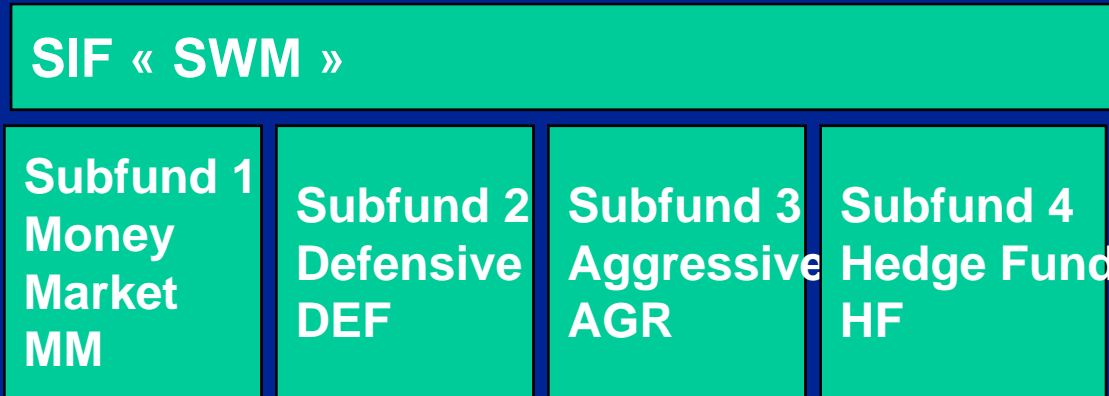 SIF « SWM »
Subfund 1
Money
Market
MM
Subfund 2
Defensive
DEF
Subfund 3
Aggressive
AGR
Subfund 4
Hedge Fund
HF